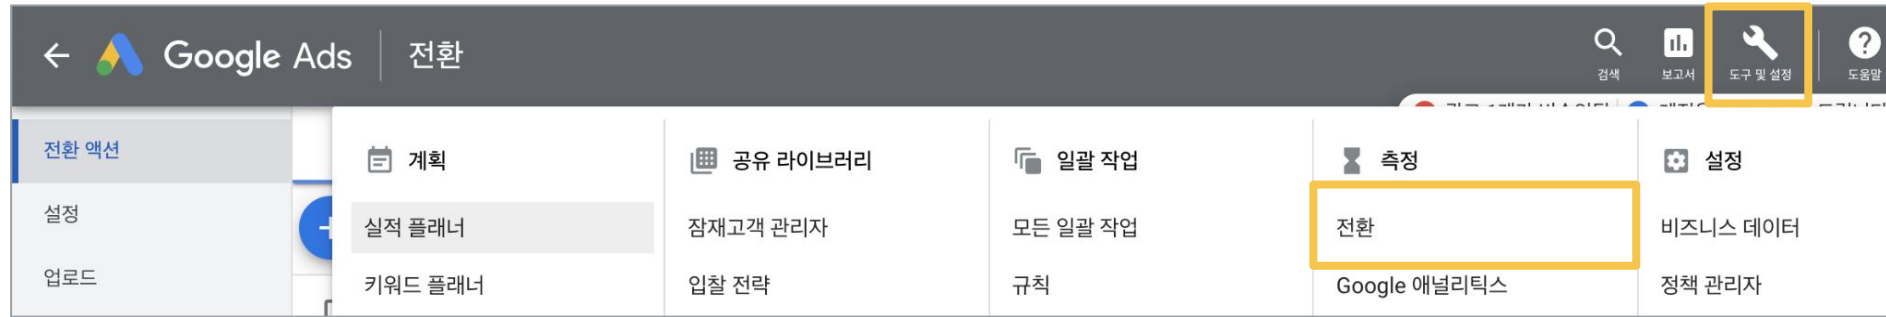 Google Ads 전환
검색
보고서
도구 및 설정
도움말
전환 액션
설정
업로드
계획
실적 플래너
키워드 플래너
공유 라이브러리
잠재고객 관리자
입찰 전략
일괄 작업
모든 일괄 작업
규칙
측정
전환
Google 애널리틱스
설정
비즈니스 데이터
정책 관리자